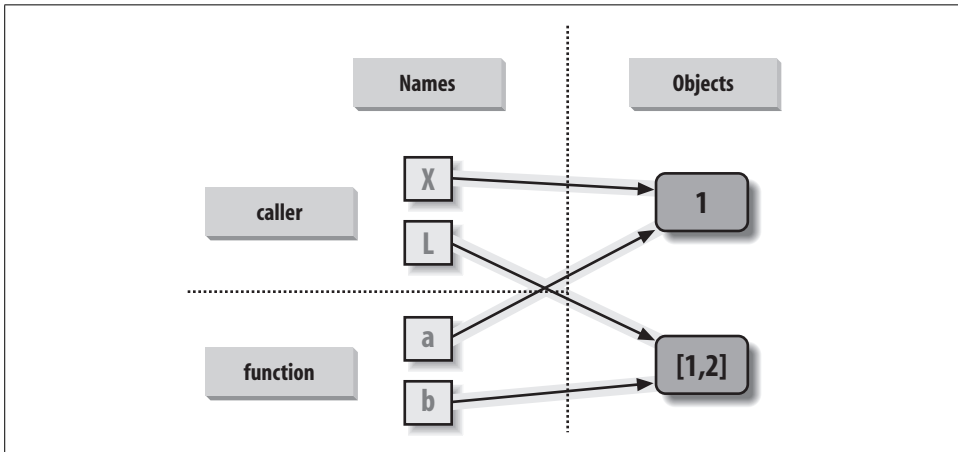 Names
Objects
X
1
caller
L
a
function
[1,2]
b